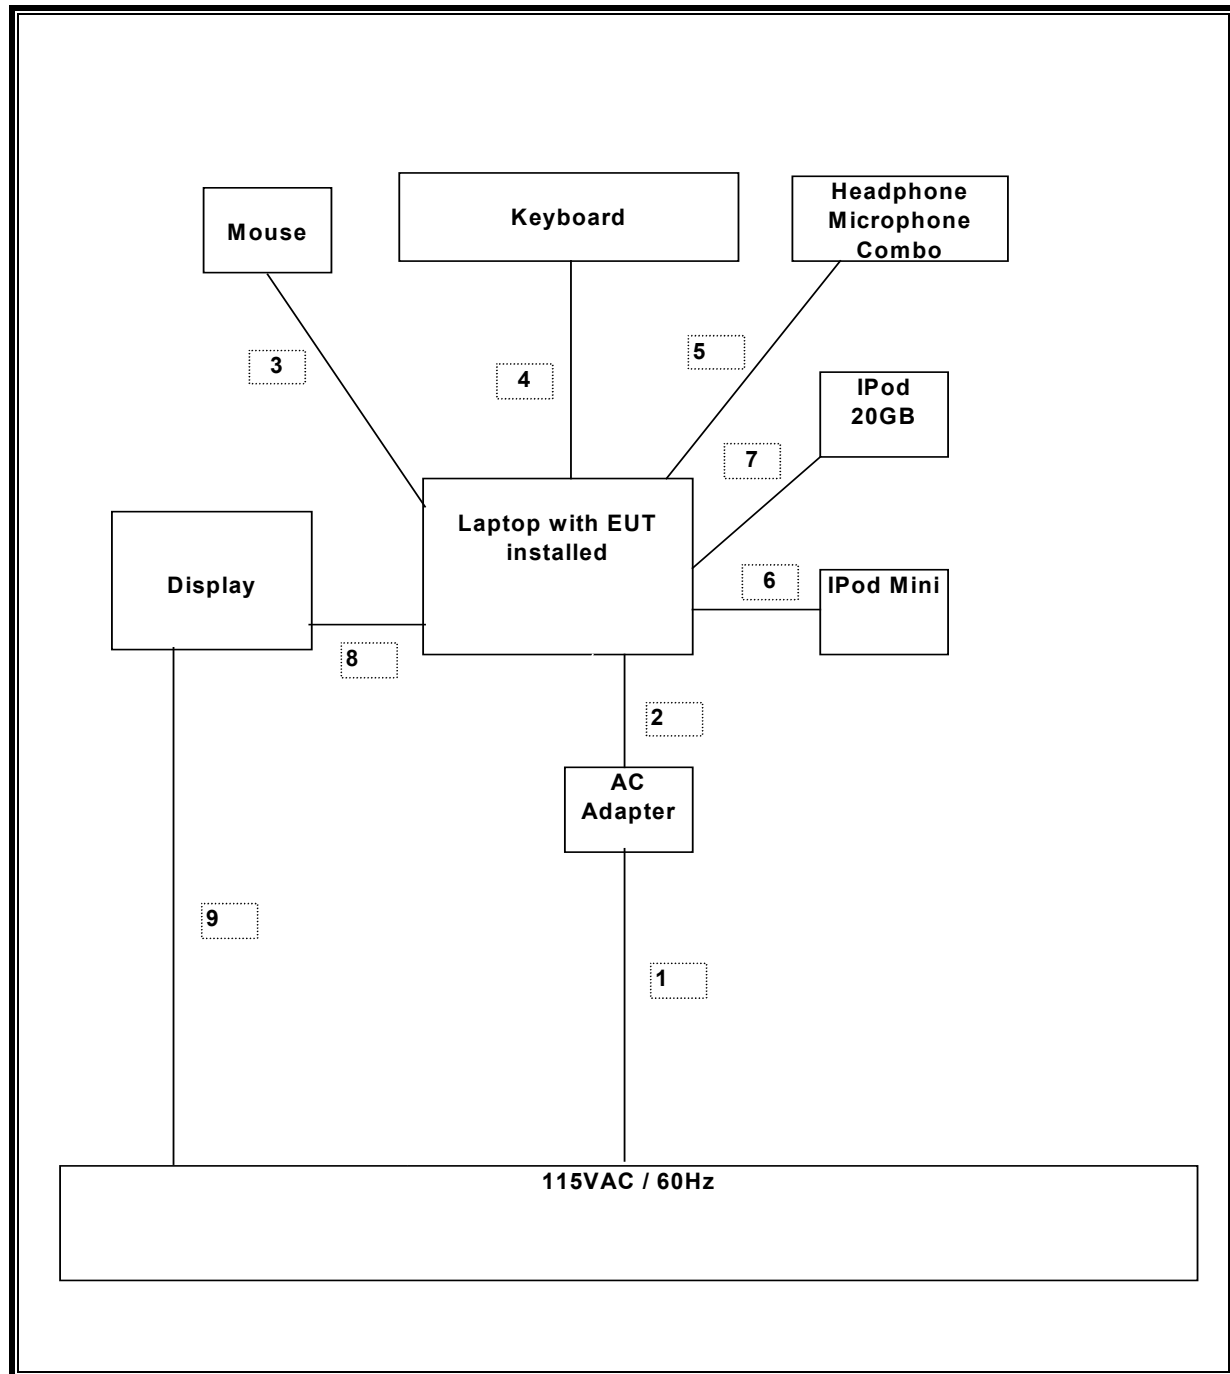 Mouse
Keyboard
Headphone
Microphone
Combo
3
4
5
IPod
20GB
7
Laptop with EUT
installed
Display
6
IPod Mini
8
2
AC
Adapter
9
1
115VAC / 60Hz